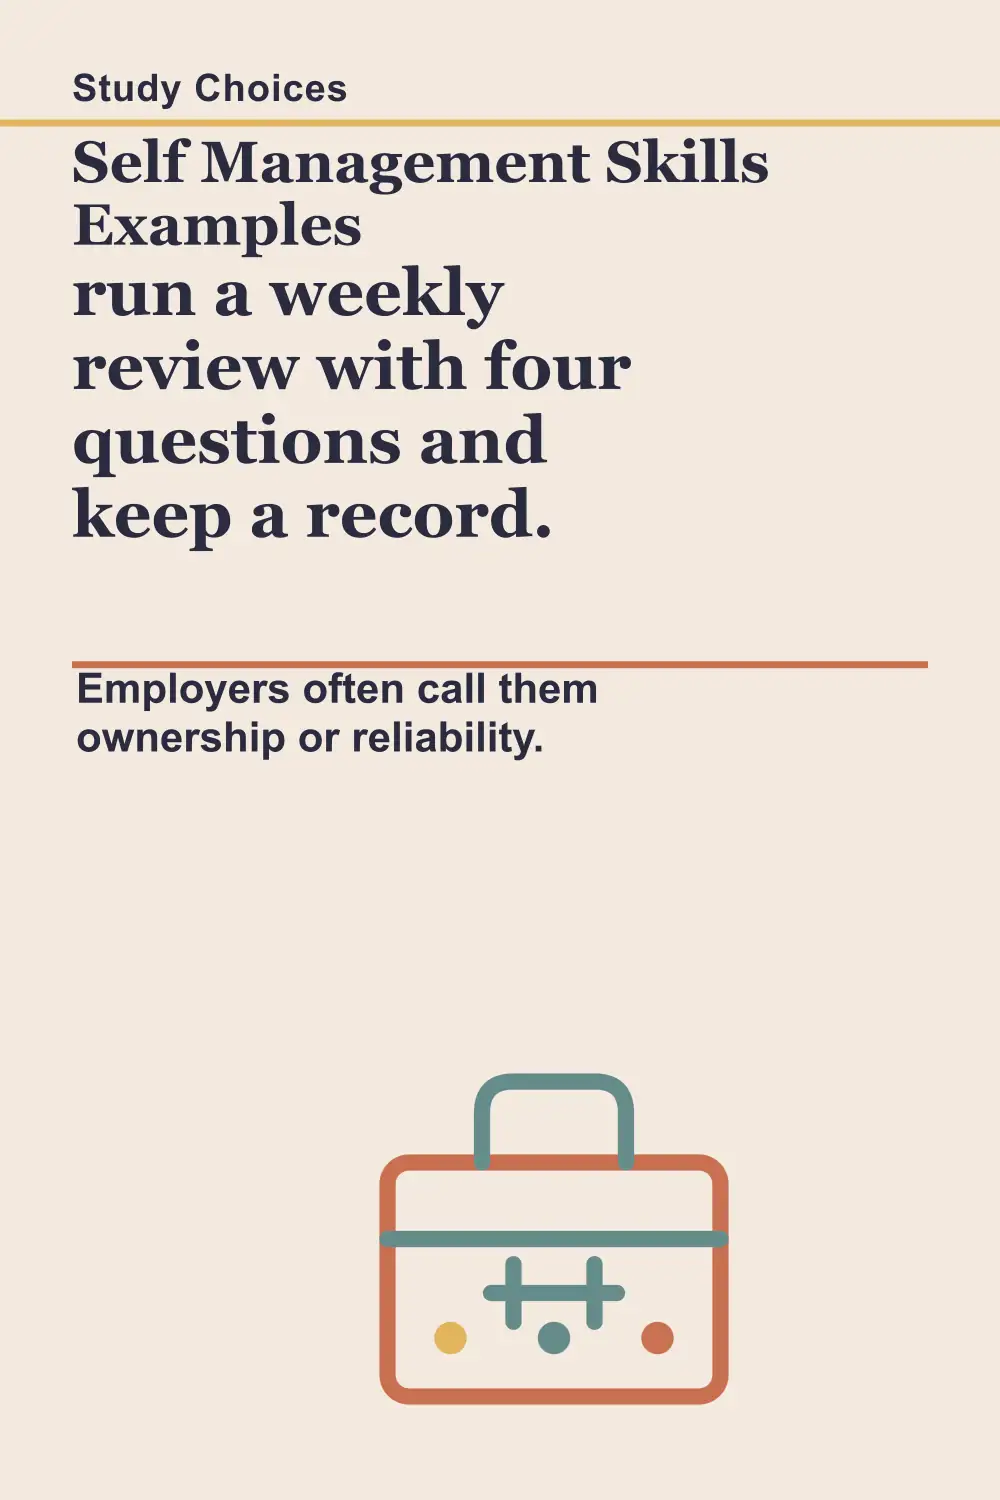 Study Choices
Self Management Skills
Examples
run a weekly
review with four
questions and
keep a record.
Employers often call them
ownership or reliability.